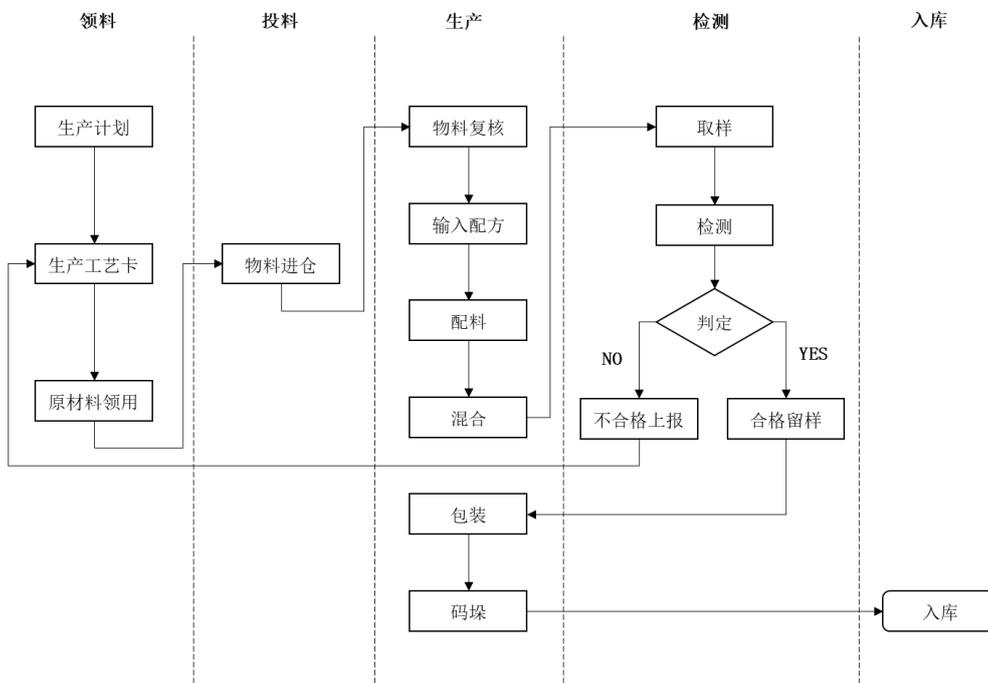 领料
投料
生产
检测
入库
生产计划
生产工艺卡
原材料领用
物料进仓
物料复核
输入配方
配料
混合
取样
检测
判定
NO
YES
不合格上报
合格留样
包装
码垛
入库